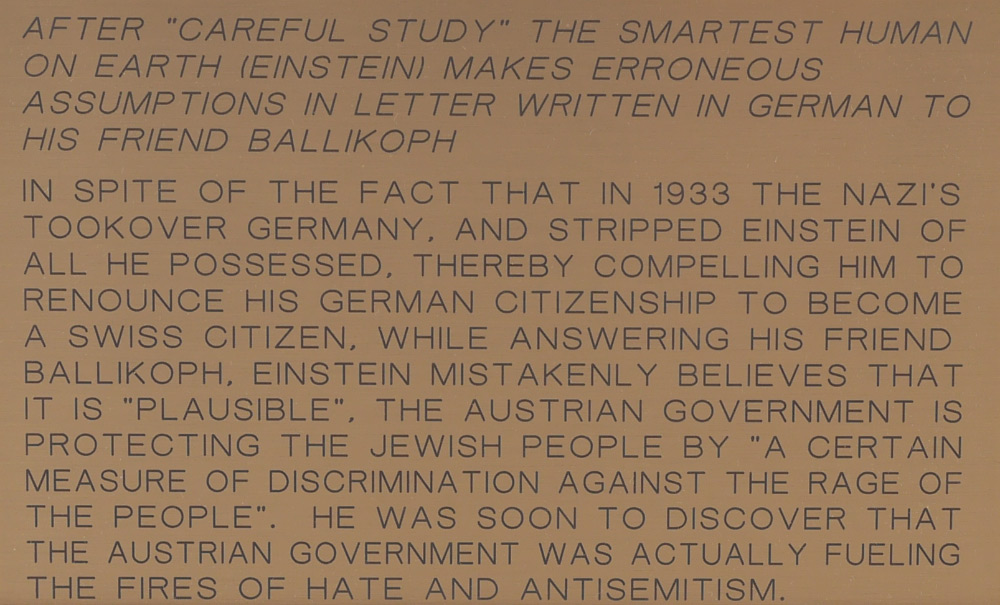 AFTER "CAREFUL STUDY" THE SMARTEST HUMAN
ON EARTH (EINSTEIN) MAKES ERRONEOUS
ASSUMPTIONS IN LETTER WRITTEN IN GERMAN TO
HIS FRIEND BALLIKOPH
IN SPITE OF THE FACT THAT IN 1933 THE NAZI'S
TOOKOVER GERMANY, AND STRIPPED EINSTEIN OF
ALL HE POSSESSED, THEREBY COMPELLING HIM TO
RENOUNCE HIS GERMAN CITIZENSHIP TO BECOME
A SWISS CITIZEN, WHILE ANSWERING HIS FRIEND
BALLIKOPH, EINSTEIN MISTAKENLY BELIEVES THAT
IT IS "PLAUSIBLE", THE AUSTRIAN GOVERNMENT IS
PROTECTING THE JEWISH PEOPLE BY "A CERTAIN
MEASURE OF DISCRIMINATION AGAINST THE RAGE OF
THE PEOPLE". HE WAS SOON TO DISCOVER THAT
THE AUSTRIAN GOVERNMENT WAS ACTUALLY FUELING
THE FIRES OF HATE AND ANTISEMITISM.